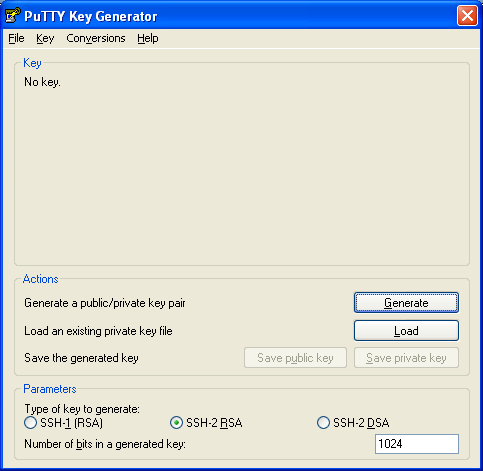 PuTTY Key Generator
File Key Conversions Help
Key
No key.
Actions
Generate a public/private key pair Generate
Load an existing private key file Load
Save the generated key Save public key Save private key
Parameters
Type of key to generate:
SSH-1 (RSA) SSH-2 RSA SSH-2 DSA
Number of bits in a generated key: 1024